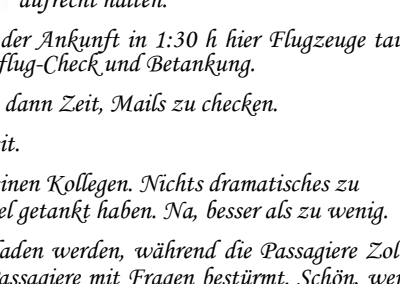 aufrecht halten.
der Ankunft in 1:30 h hier Flugzeuge tau
flug-Check und Betankung.
dann Zeit, Mails zu checken.
it.
inen Kollegen. Nichts dramatisches zu
el getankt haben. Na, besser als zu wenig.
laden werden, während die Passagiere Zol
Passagiere mit Fragen bestürmt. Schön, wen